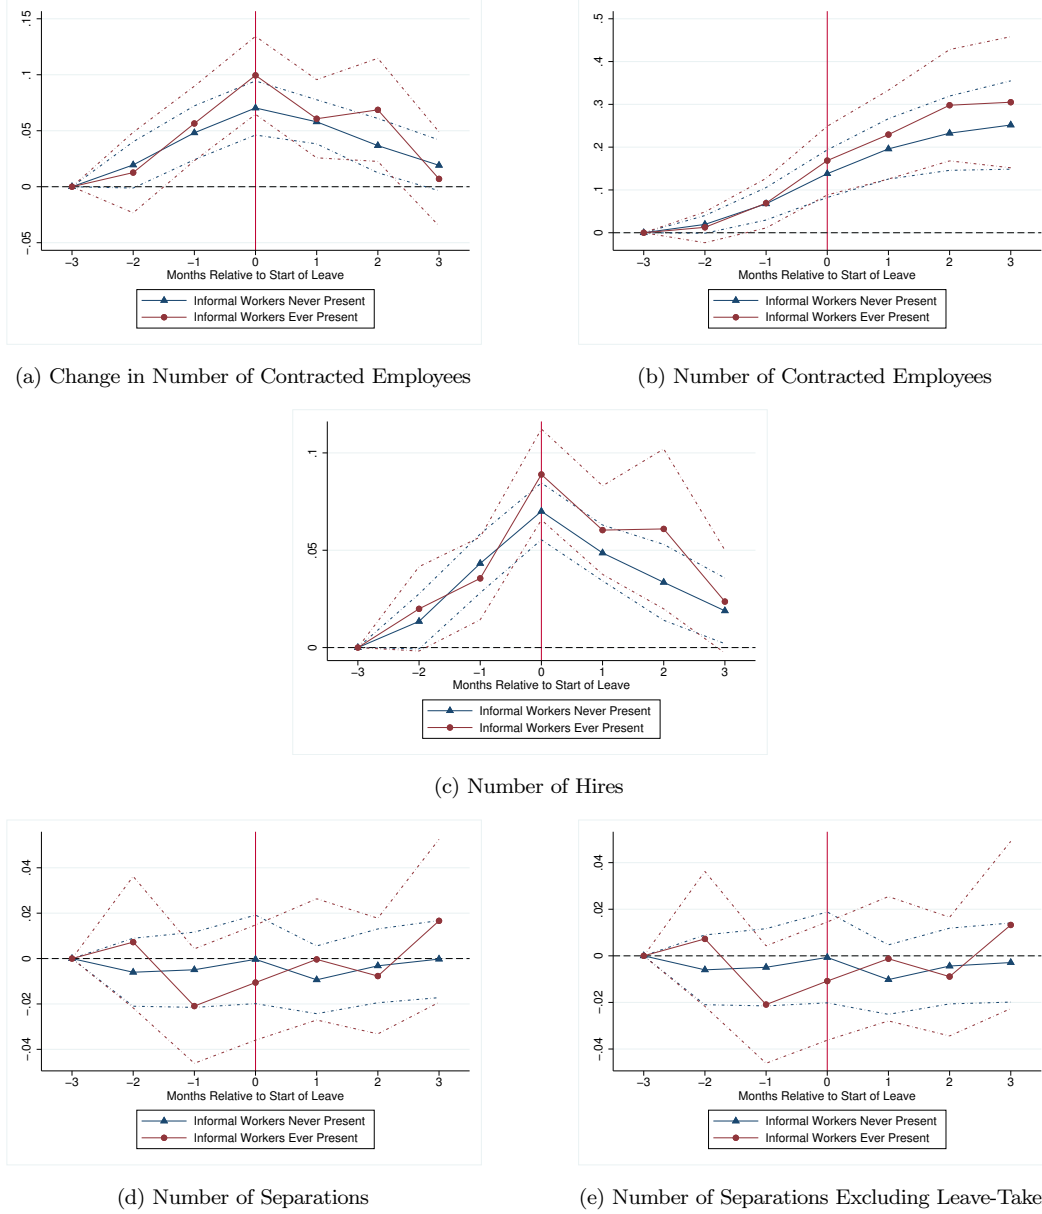 .15
.1
.05
0
-.05
-3 -2 -1 0 1 2 3
Months Relative to Start of Leave
Informal Workers Never Present
Informal Workers Ever Present
(a) Change in Number of Contracted Employees
.5
.4
.3
.2
.1
0
-3 -2 -1 0 1 2 3
Months Relative to Start of Leave
Informal Workers Never Present
Informal Workers Ever Present
(b) Number of Contracted Employees
.1
.05
0
-3 -2 -1 0 1 2 3
Months Relative to Start of Leave
Informal Workers Never Present
Informal Workers Ever Present
(c) Number of Hires
.04
.02
0
-.02
-.04
-3 -2 -1 0 1 2 3
Months Relative to Start of Leave
Informal Workers Never Present
Informal Workers Ever Present
(d) Number of Separations
.04
.02
0
-.02
-.04
-3 -2 -1 0 1 2 3
Months Relative to Start of Leave
Informal Workers Never Present
Informal Workers Ever Present
(e) Number of Separations Excluding Leave-Take